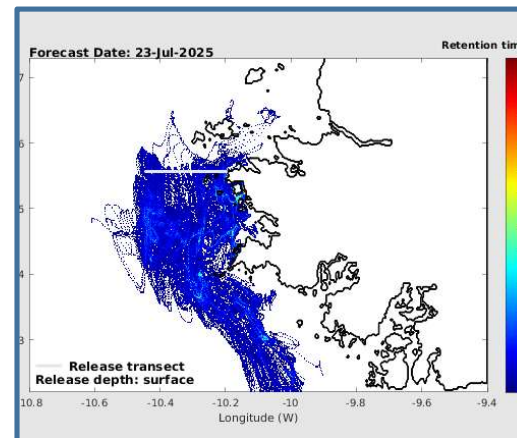 Forecast Date: 23-Jul-2025
Retention tim
7
6
5
4
3
Release transect
Release depth: surface
10.8
-10.6
-10.4
-10.2
-10
-9.8
-9.6
-9.4
Longitude (W)